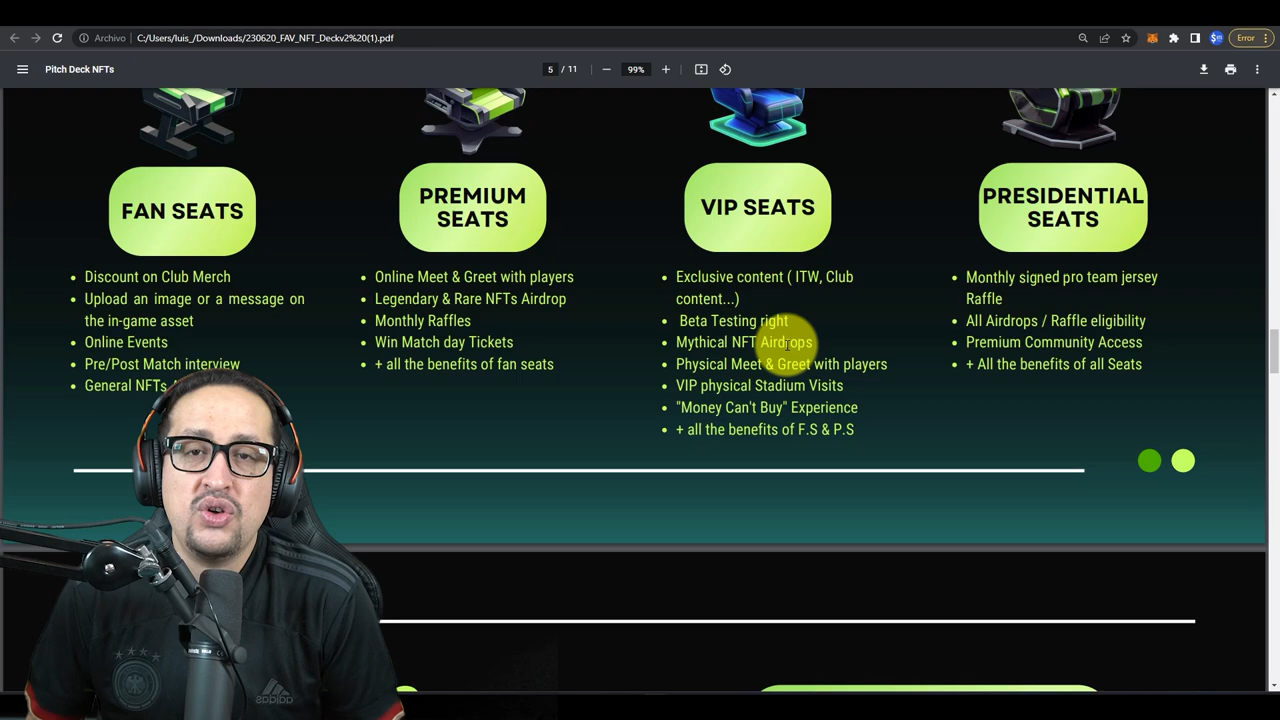 Archivo
C:/Users/luis_/Downloads/230620_FAV_NFT_Deckv2%20(1).pdf
Error
Pitch Deck NFTs
5 / 11
99%
FAN SEATS
Discount on Club Merch
Upload an image or a message on
the in-game asset
Online Events
Pre/Post Match interview
General NFTs
PREMIUM
SEATS
Online Meet & Greet with players
Legendary & Rare NFTs Airdrop
Monthly Raffles
Win Match day Tickets
+ all the benefits of fan seats
VIP SEATS
Exclusive content ( ITW, Club
content...)
Beta Testing right
Mythical NFT Airdrops
Physical Meet & Greet with players
VIP physical Stadium Visits
"Money Can't Buy" Experience
+ all the benefits of F.S & P.S
PRESIDENTIAL
SEATS
Monthly signed pro team jersey
Raffle
All Airdrops / Raffle eligibility
Premium Community Access
+ All the benefits of all Seats